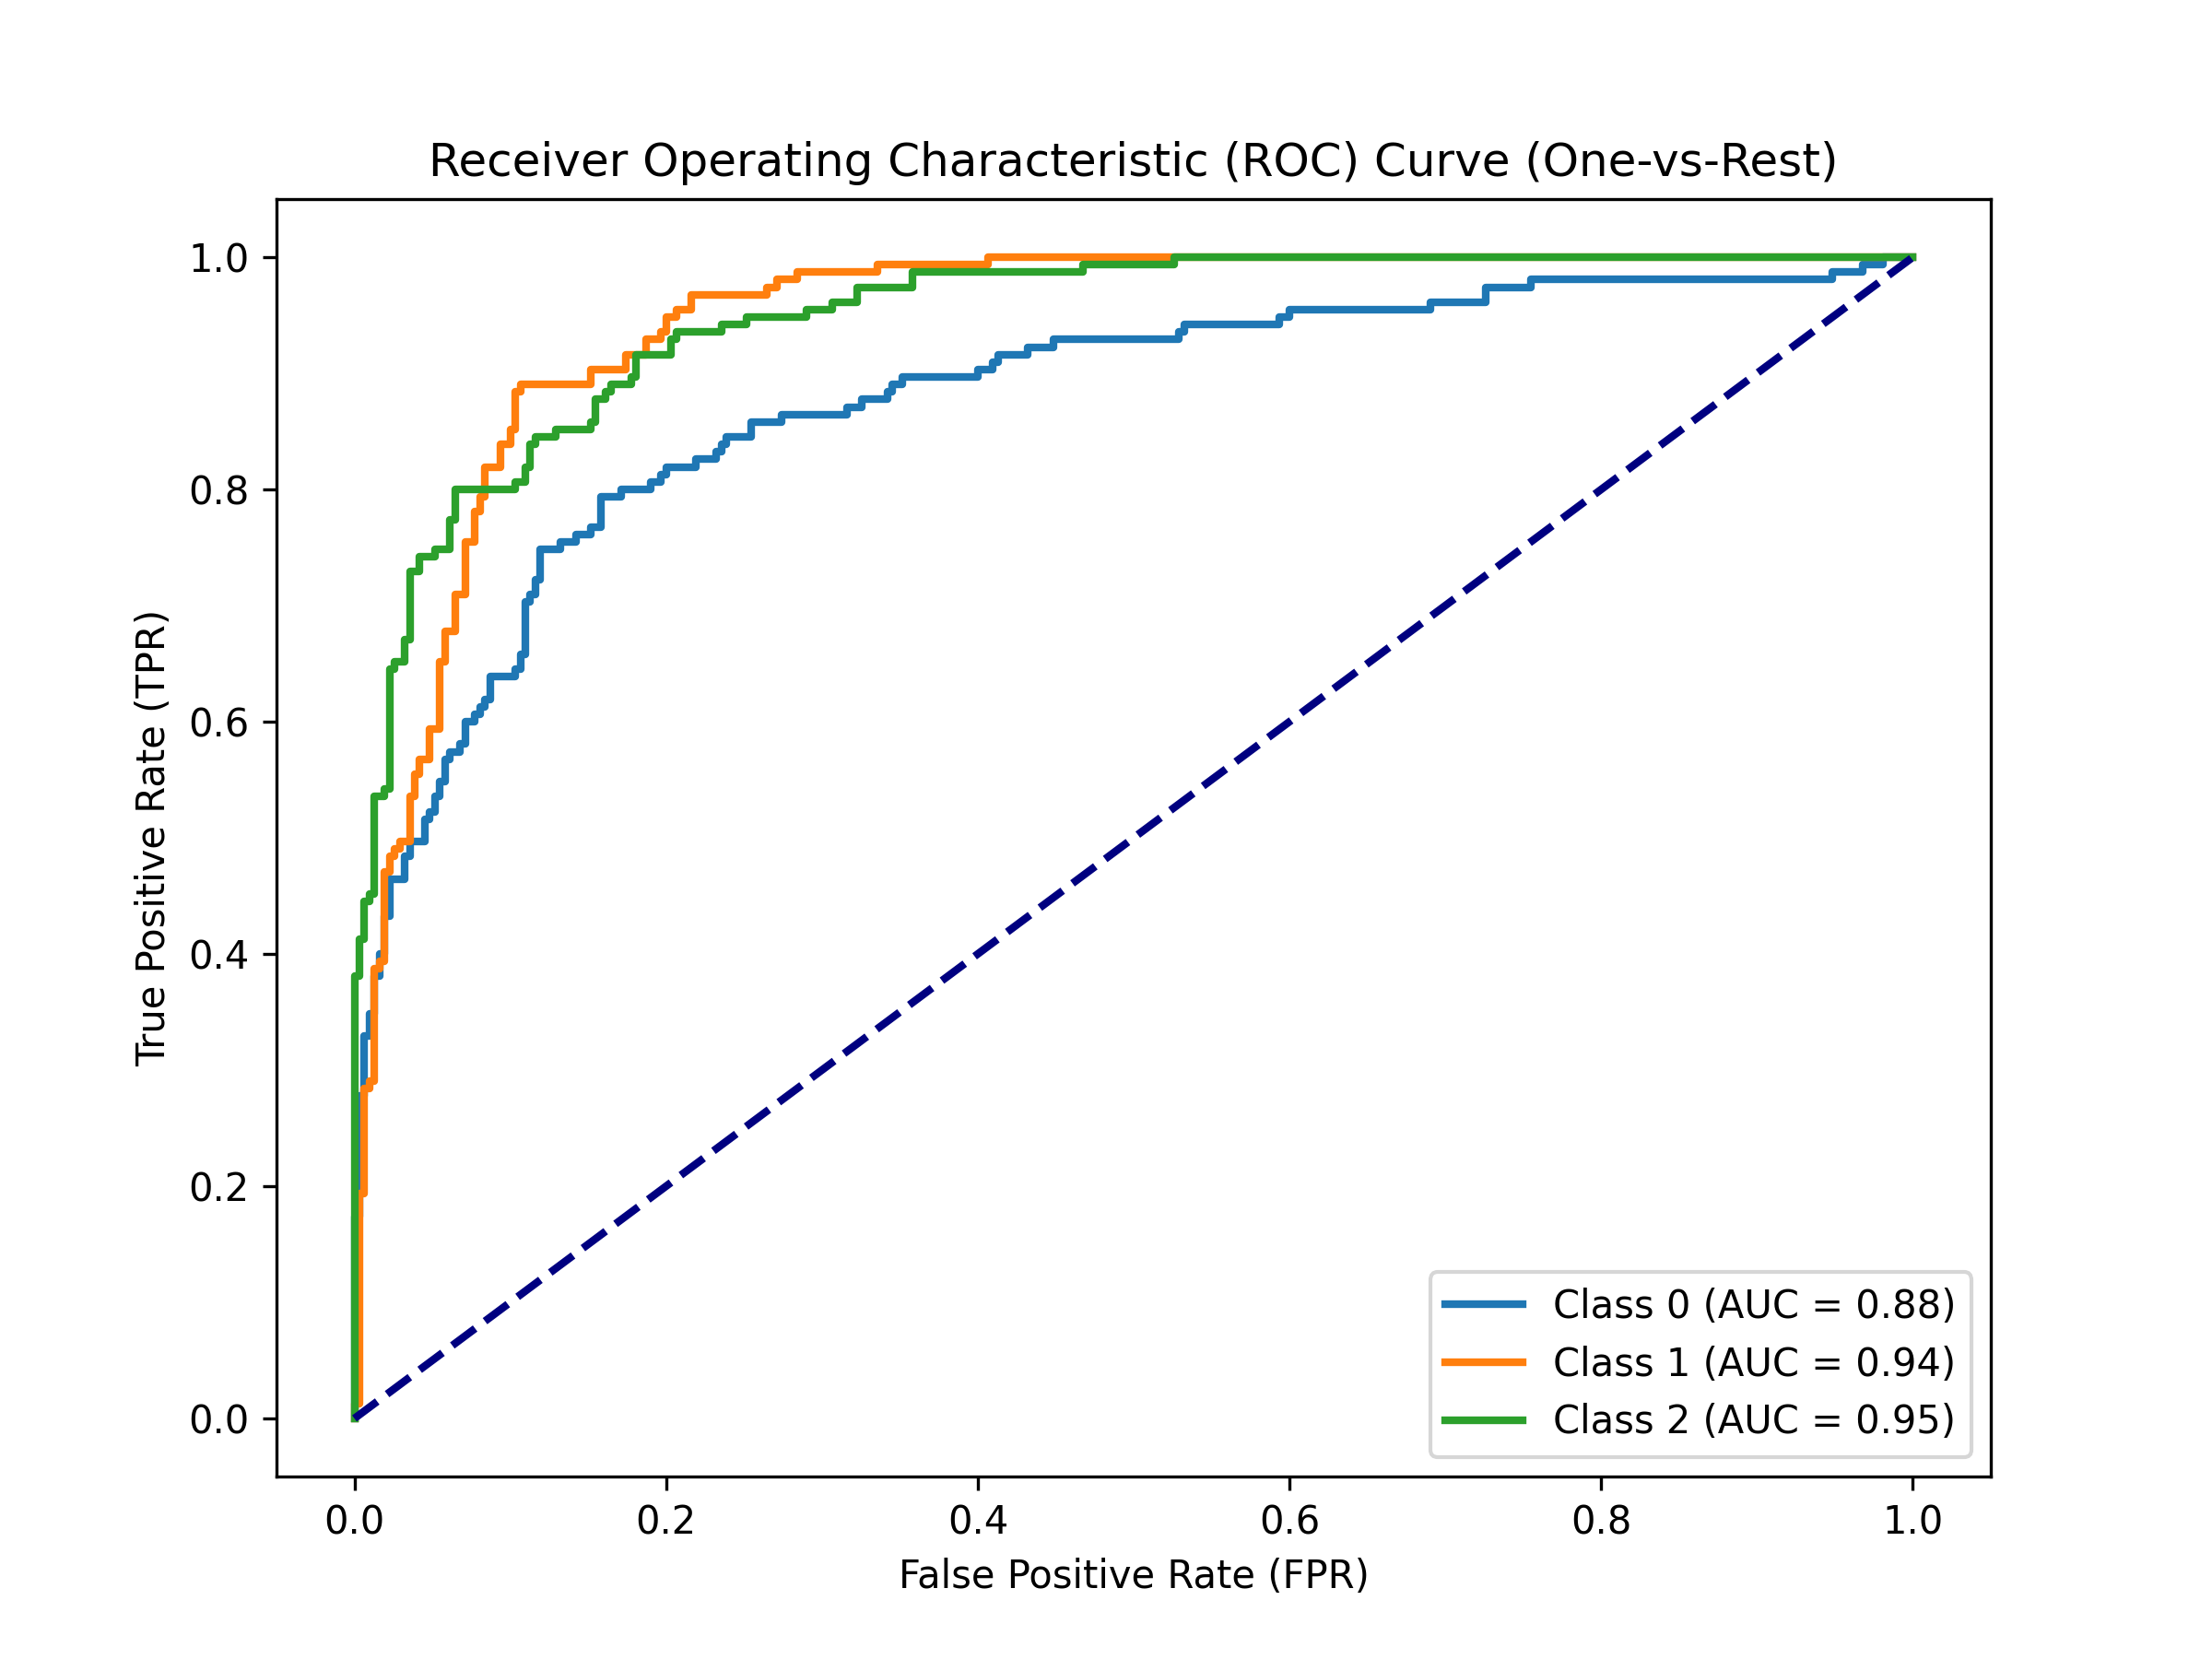 Receiver Operating Characteristic (ROC) Curve (One-vs-Rest)
True Positive Rate (TPR)
1.0
0.8
0.6
0.4
0.2
0.0
Class 0 (AUC = 0.88)
Class 1 (AUC = 0.94)
Class 2 (AUC = 0.95)
0.0 0.2 0.4 0.6 0.8 1.0
False Positive Rate (FPR)